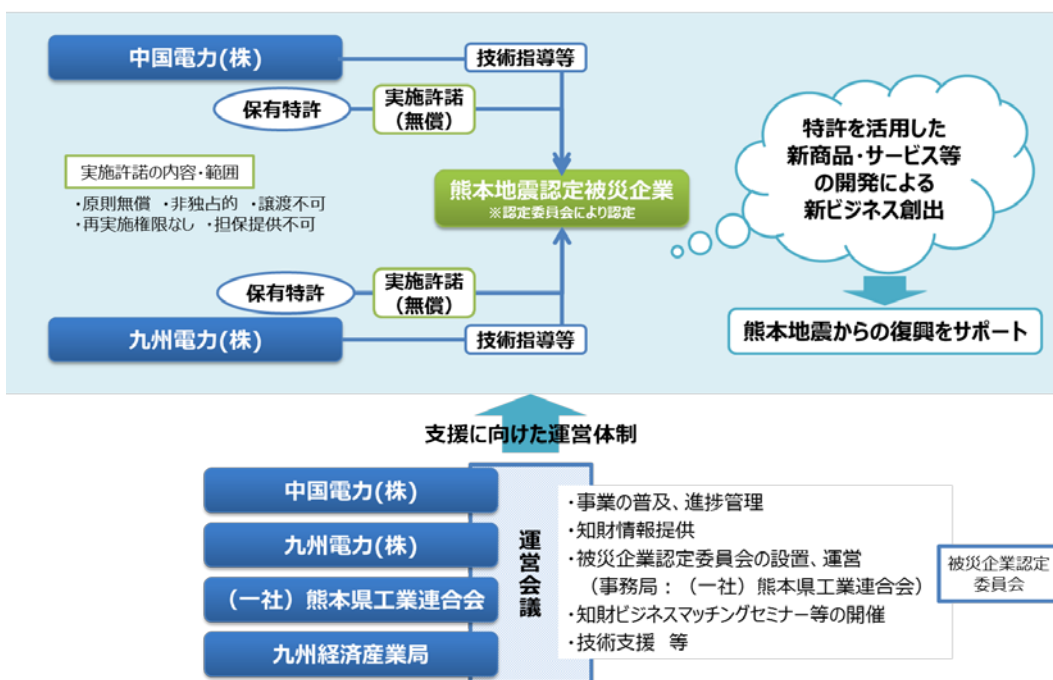 中国電力(株)
技術指導等
保有特許
実施許諾
(無償)
実施許諾の内容・範囲
・原則無償 ・非独占的 ・譲渡不可
・再実施権限なし ・担保提供不可
熊本地震認定被災企業
※認定委員会により認定
保有特許
実施許諾
(無償)
九州電力(株)
技術指導等
特許を活用した
新商品・サービス等
の開発による
新ビジネス創出
熊本地震からの復興をサポート
支援に向けた運営体制
中国電力(株)
九州電力(株)
(一社)熊本県工業連合会
九州経済産業局
運営会議
・事業の普及、進捗管理
・知財情報提供
・被災企業認定委員会の設置、運営
(事務局:(一社)熊本県工業連合会)
・知財ビジネスマッチングセミナー等の開催
・技術支援 等
被災企業認定
委員会